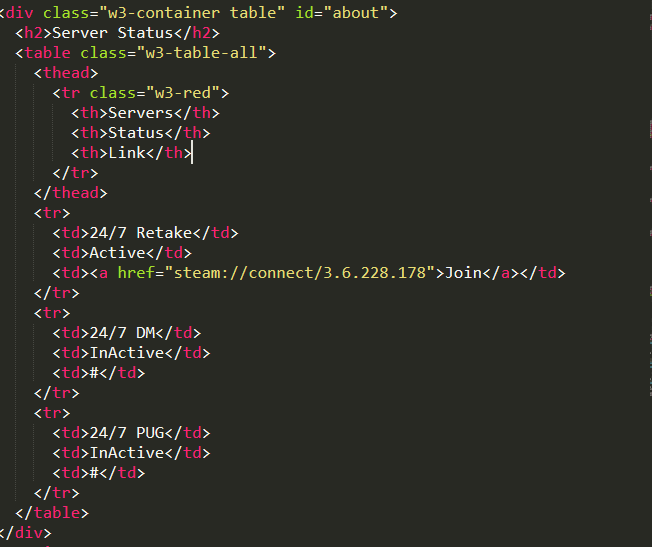 <div class="w3-container table" id="about">
  <h2>Server Status</h2>
  <table class="w3-table-all">
    <thead>
      <tr class="w3-red">
        <th>Servers</th>
        <th>Status</th>
        <th>Link</th>
      </tr>
    </thead>
    <tr>
      <td>24/7 Retake</td>
      <td>Active</td>
      <td><a href="steam://connect/3.6.228.178">Join</a></td>
    </tr>
    <tr>
      <td>24/7 DM</td>
      <td>InActive</td>
      <td>#</td>
    </tr>
    <tr>
      <td>24/7 PUG</td>
      <td>InActive</td>
      <td>#</td>
    </tr>
  </table>
</div>